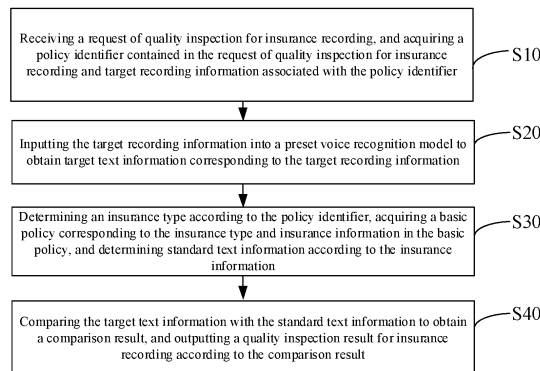 Receiving a request of quality inspection for insurance recording, and acquiring a
policy identifier contained in the request of quality inspection for insurance
recording and target recording information associated with the policy identifier
S10
Inputting the target recording information into a preset voice recognition model to
obtain target text information corresponding to the target recording information
S20
Determining an insurance type according to the policy identifier, acquiring a basic
policy corresponding to the insurance type and insurance information in the basic
policy, and determining standard text information according to the insurance
information
S30
Comparing the target text information with the standard text information to obtain
a comparison result, and outputting a quality inspection result for insurance
recording according to the comparison result
S40